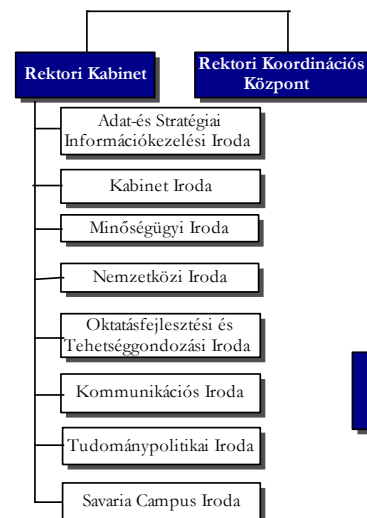 Rektori Kabinet
Rektori Koordinációs
Központ
Adat-és Stratégiai
Információkezelési Iroda
Kabinet Iroda
Minőségügyi Iroda
Nemzetközi Iroda
Oktatásfejlesztési és
Tehetséggondozási Iroda
Kommunikációs Iroda
Tudománypolitikai Iroda
Savaria Campus Iroda